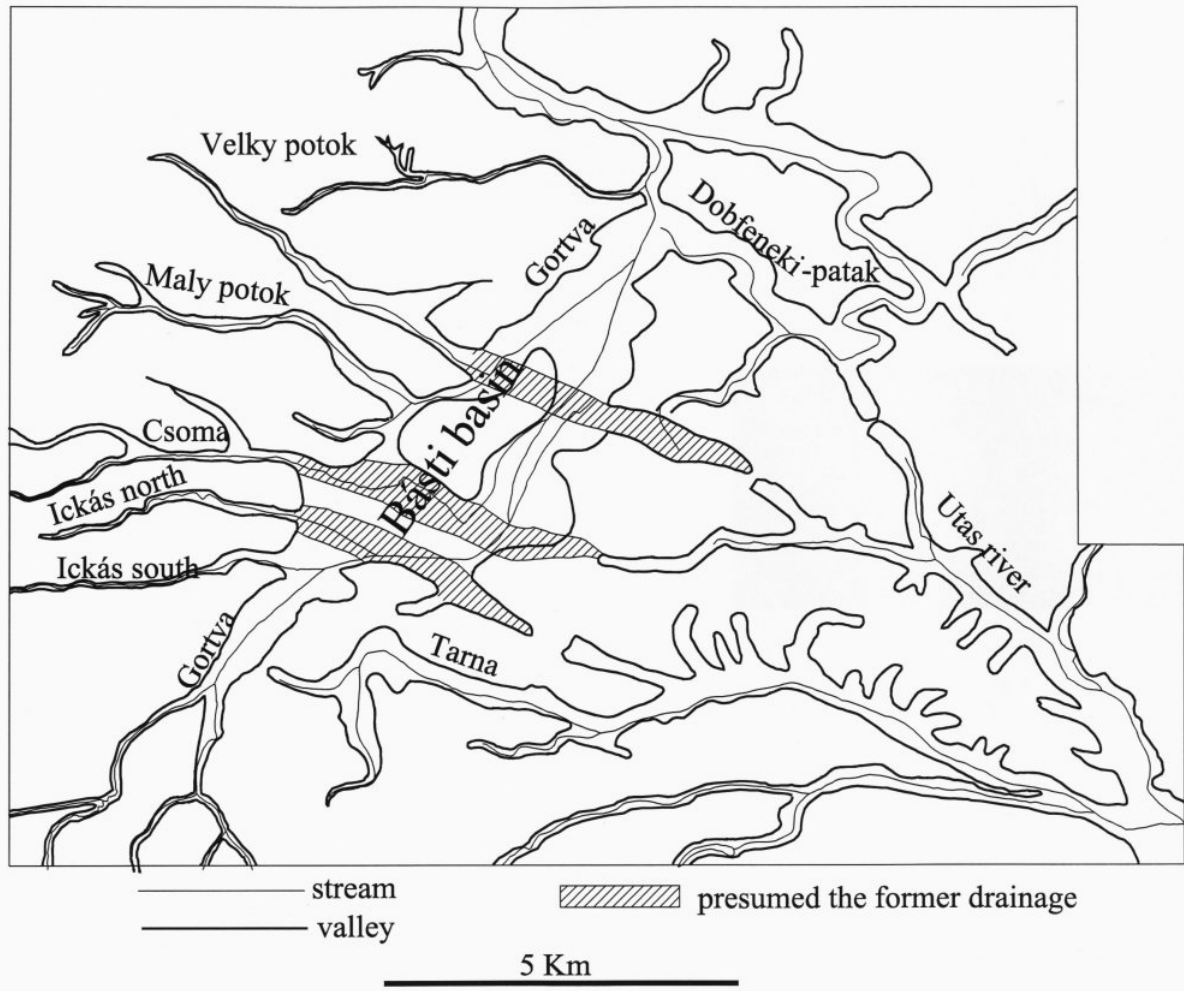 Velky potok
Dobfeneki-patak
Gortva
Maly potok
Básti basin
Csoma
Ickás north
Utas river
Ickás south
Gortva
Tarna
stream
presumed the former drainage
valley
5 Km